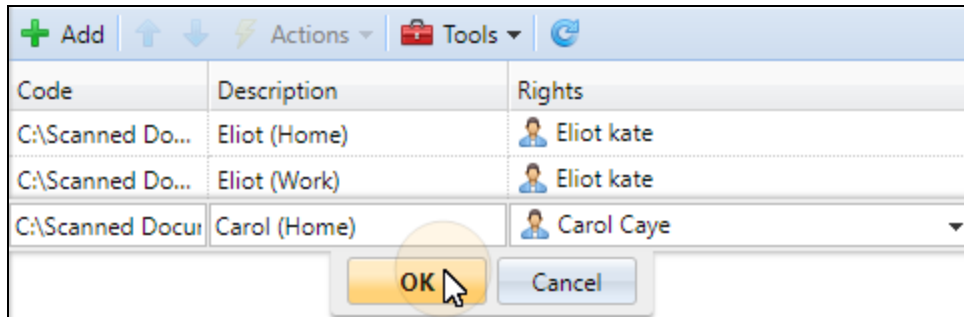 Add Actions Tools
Code Description Rights
C:\Scanned Do... Eliot (Home) Eliot kate
C:\Scanned Do... Eliot (Work) Eliot kate
C:\Scanned Docu Carol (Home) Carol Caye
OK Cancel